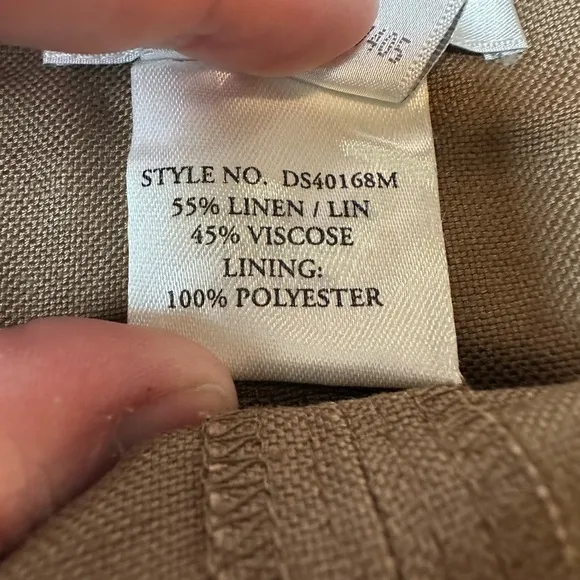 STYLE NO. DS40168M
55% LINEN / LIN
45% VISCOSE
LINING:
100% POLYESTER